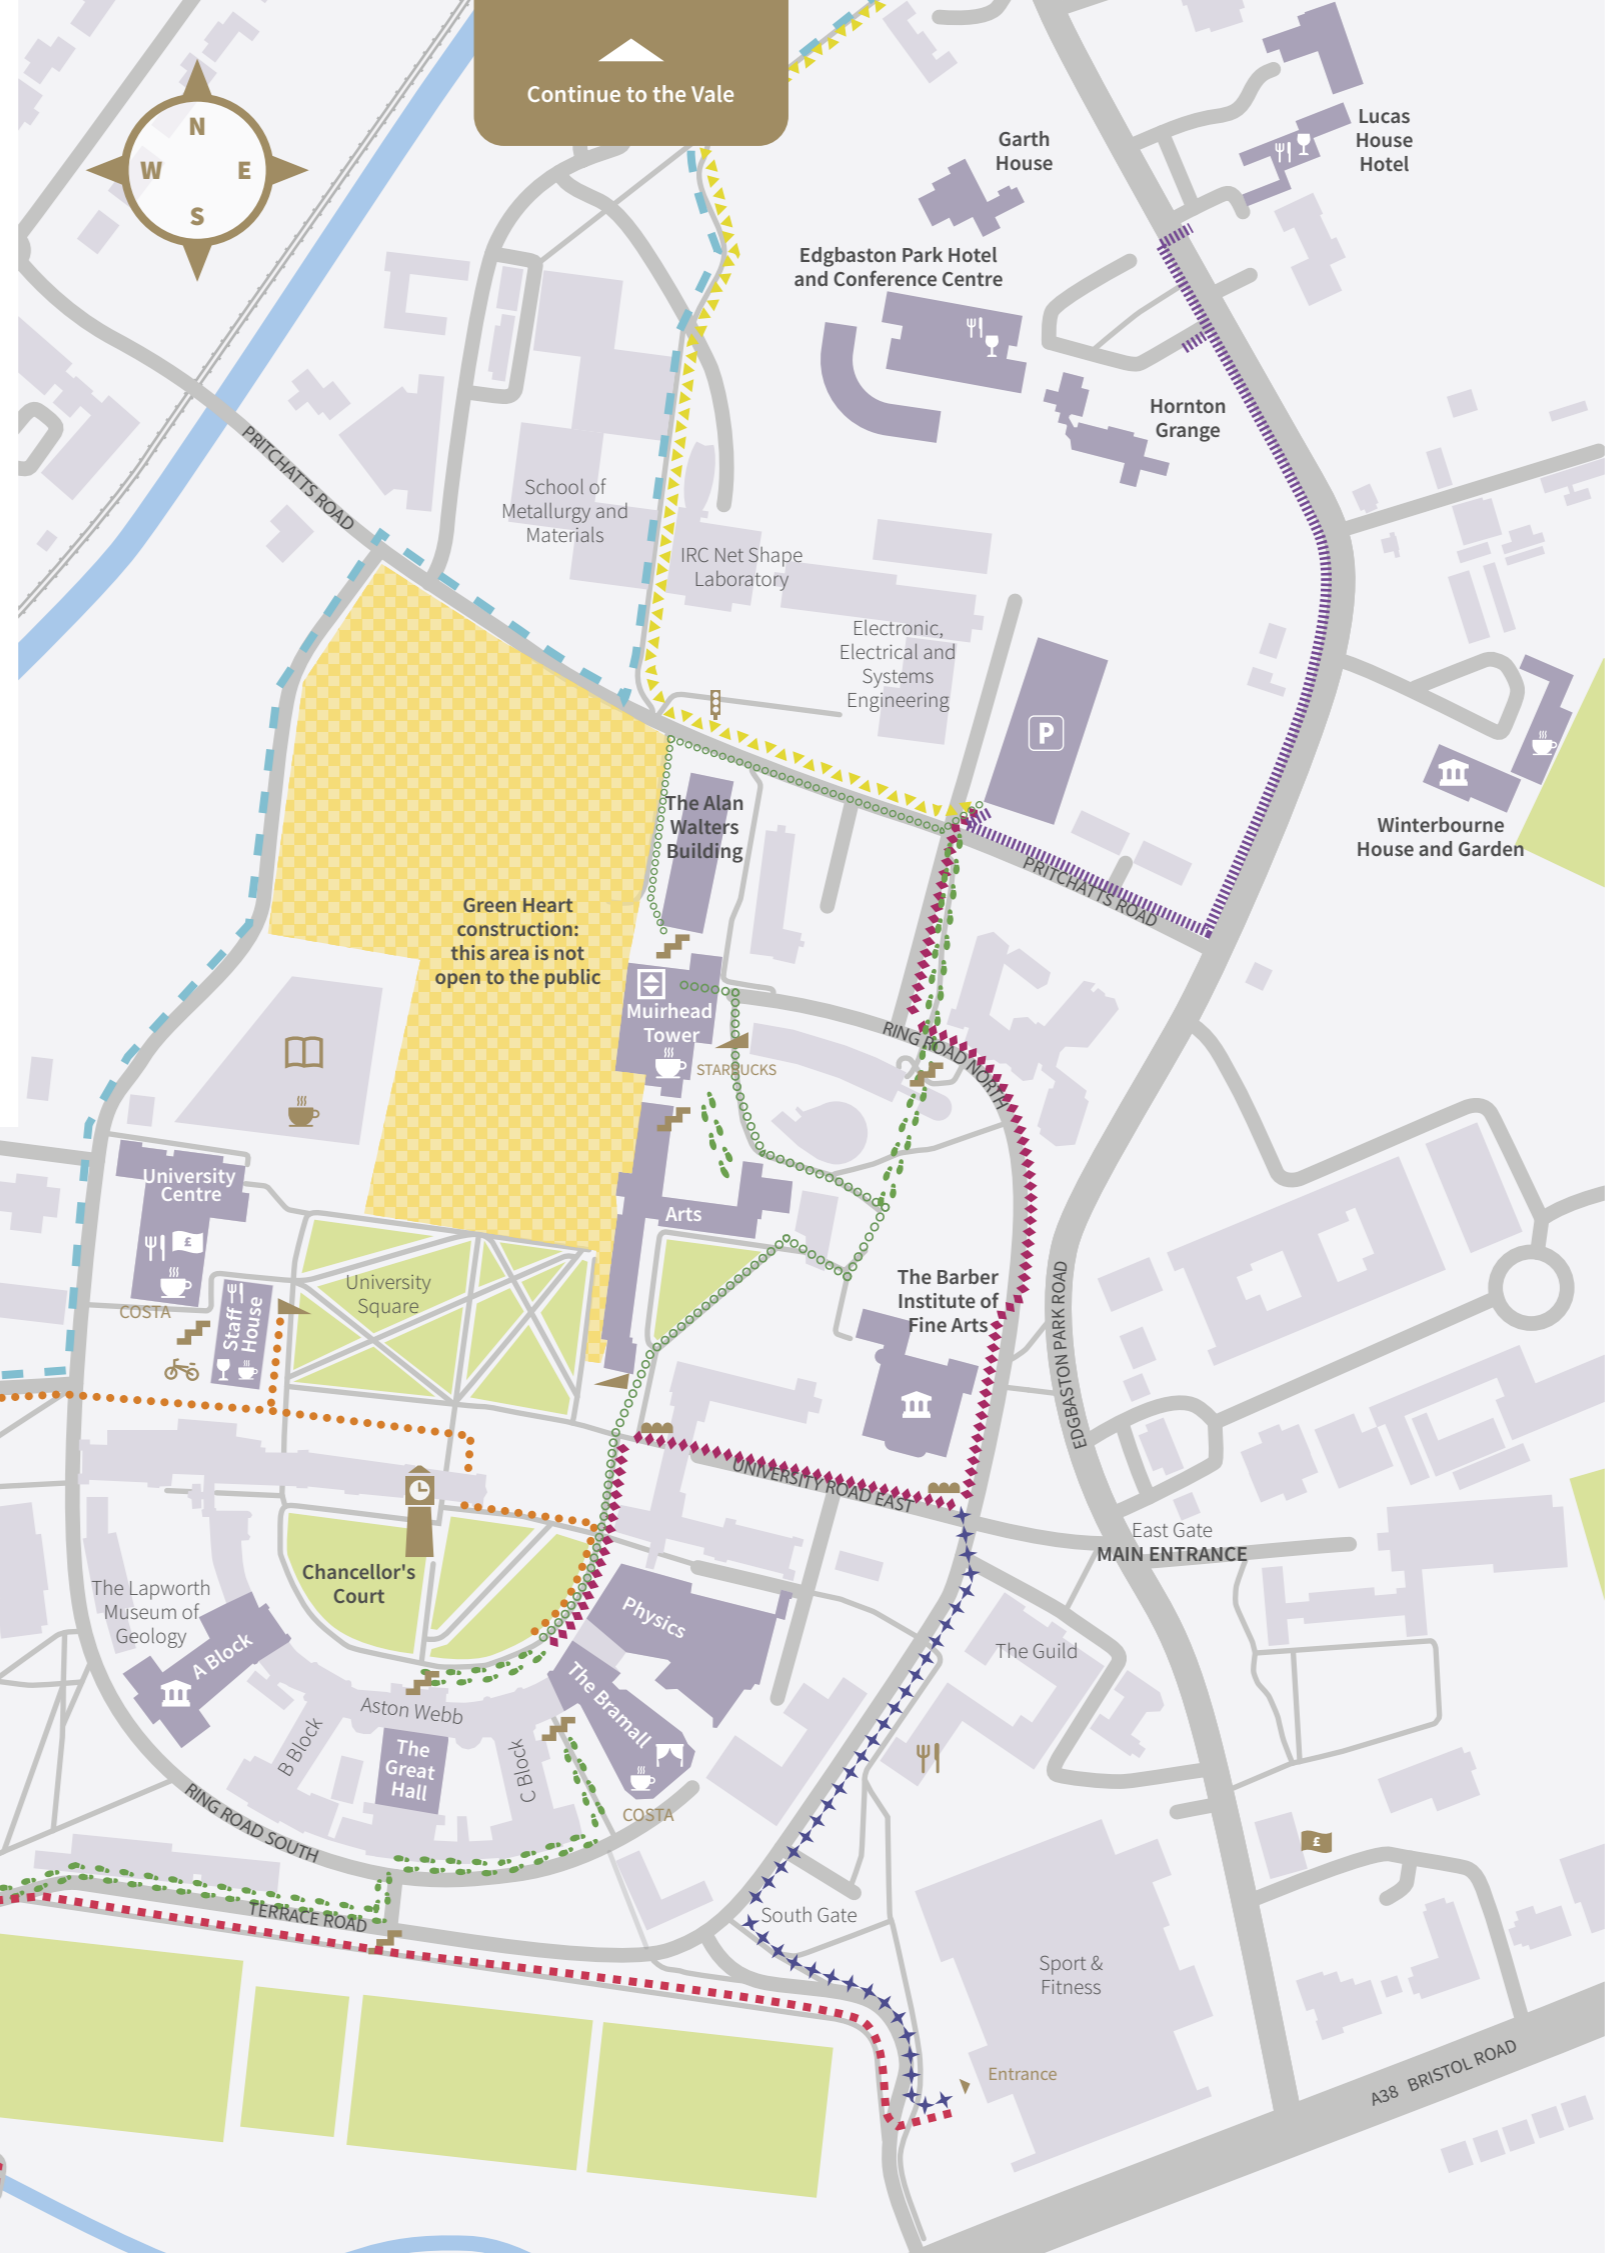 Continue to the Vale
N
W E
S
Garth
House
Lucas
House
Hotel
Edgbaston Park Hotel
and Conference Centre
Hornton
Grange
PRITCHATTS ROAD
School of
Metallurgy and
Materials
IRC Net Shape
Laboratory
Electronic,
Electrical and
Systems
Engineering
P
The Alan
Walters
Building
Winterbourne
House and Garden
PRITCHATTS ROAD
Green Heart
construction:
this area is not
open to the public
Muirhead
Tower
STARBUCKS
RING ROAD NORTH
University
Centre
£
COSTA
Staff
House
University
Square
Arts
The Barber
Institute of
Fine Arts
EDGBASTON PARK ROAD
UNIVERSITY ROAD EAST
East Gate
MAIN ENTRANCE
Chancellor's
Court
The Lapworth
Museum of
Geology
A Block
Physics
The Guild
The Bramall
Aston Webb
B Block
The
Great
Hall
C Block
COSTA
RING ROAD SOUTH
£
TERRACE ROAD
South Gate
Sport &
Fitness
Entrance
A38 BRISTOL ROAD